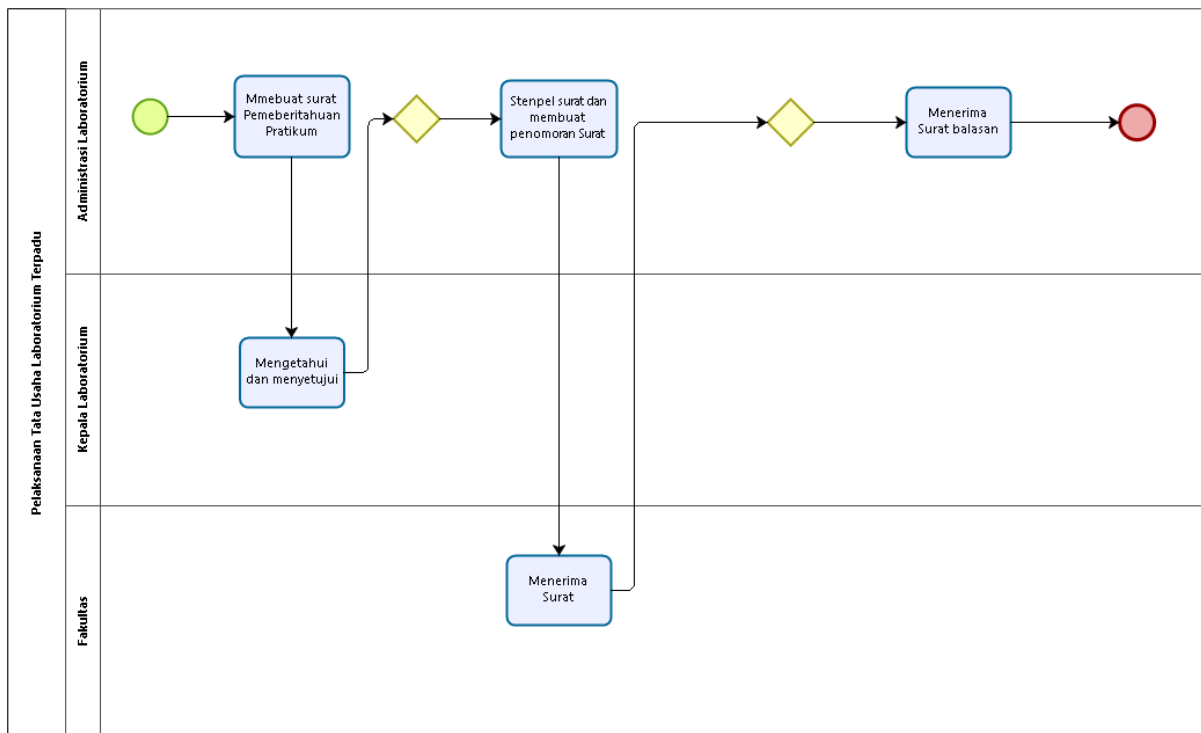 Pelaksanaan Tata Usaha Laboratorium Terpadu
Administrasi Laboratorium
Mmebuat surat
Pemeberitahuan
Pratikum
Stenpel surat dan
membuat
penomoran Surat
Menerima
Surat balasan
Kepala Laboratorium
Mengetahui
dan menyetujui
Fakultas
Menerima
Surat